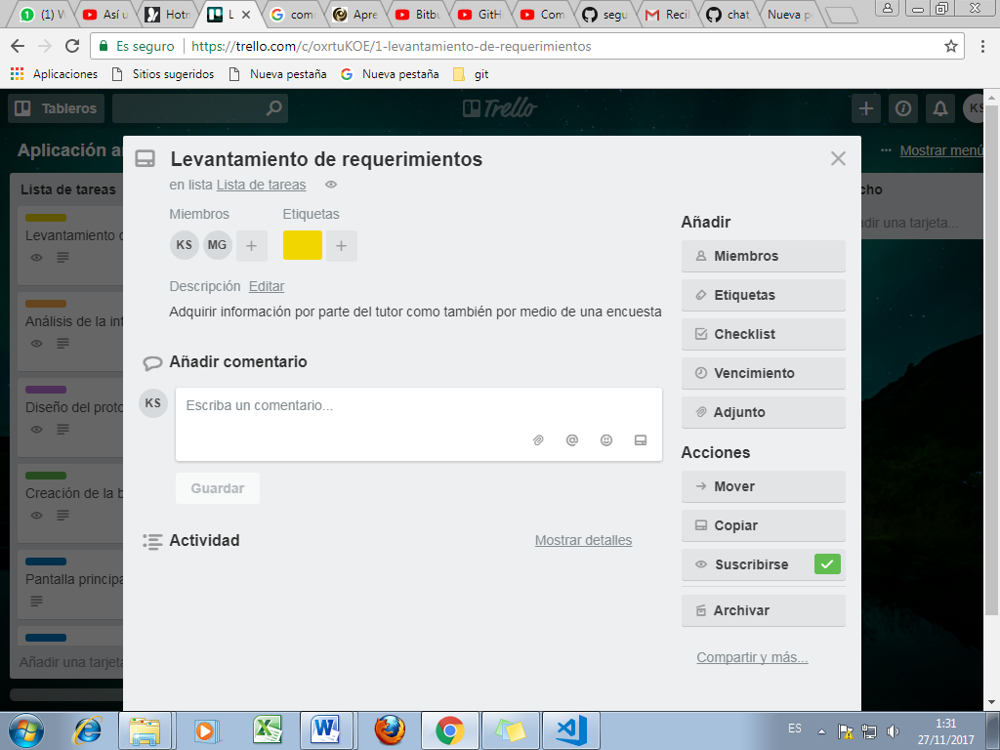 (1) W
Así u
Hotm
L
com
Apre
Bitbu
GitH
Com
segu
Recil
chat_
Nueva p
Es seguro | https://trello.com/c/oxrtuKOE/1-levantamiento-de-requerimientos
Aplicaciones Sitios sugeridos Nueva pestaña Nueva pestaña git
Tableros Trello KS
Aplicación a
··· Mostrar menú
Lista de tareas
Levantamiento d
Análisis de la inf
Diseño del proto
Creación de la b
Pantalla principa
Añadir una tarjeta
cho
dir una tarjeta...
Levantamiento de requerimientos
en lista Lista de tareas
Miembros Etiquetas
KS MG + +
Descripción Editar
Adquirir información por parte del tutor como también por medio de una encuesta
Añadir comentario
KS
Escriba un comentario...
@
Guardar
Actividad Mostrar detalles
Añadir
Miembros
Etiquetas
Checklist
Vencimiento
Adjunto
Acciones
Mover
Copiar
Suscribirse
Archivar
Compartir y más...
ES
1:31
27/11/2017